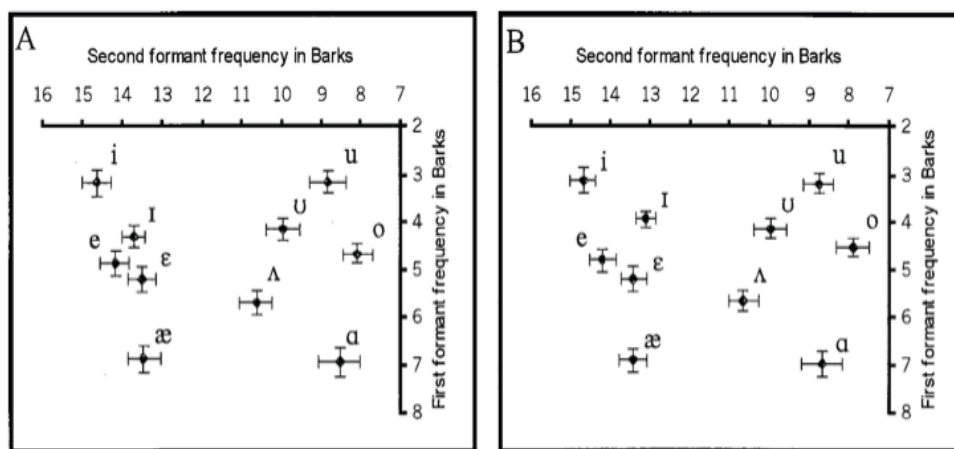 A
Second formant frequency in Barks
16 15 14 13 12 11 10 9 8 7
2
3
4
5
6
7
8
First formant frequency in Barks
i
u
ɪ
ʊ
o
e
ɛ
ʌ
æ
ɑ
B
Second formant frequency in Barks
16 15 14 13 12 11 10 9 8 7
2
3
4
5
6
7
8
First formant frequency in Barks
i
u
ɪ
ʊ
o
e
ɛ
ʌ
æ
ɑ